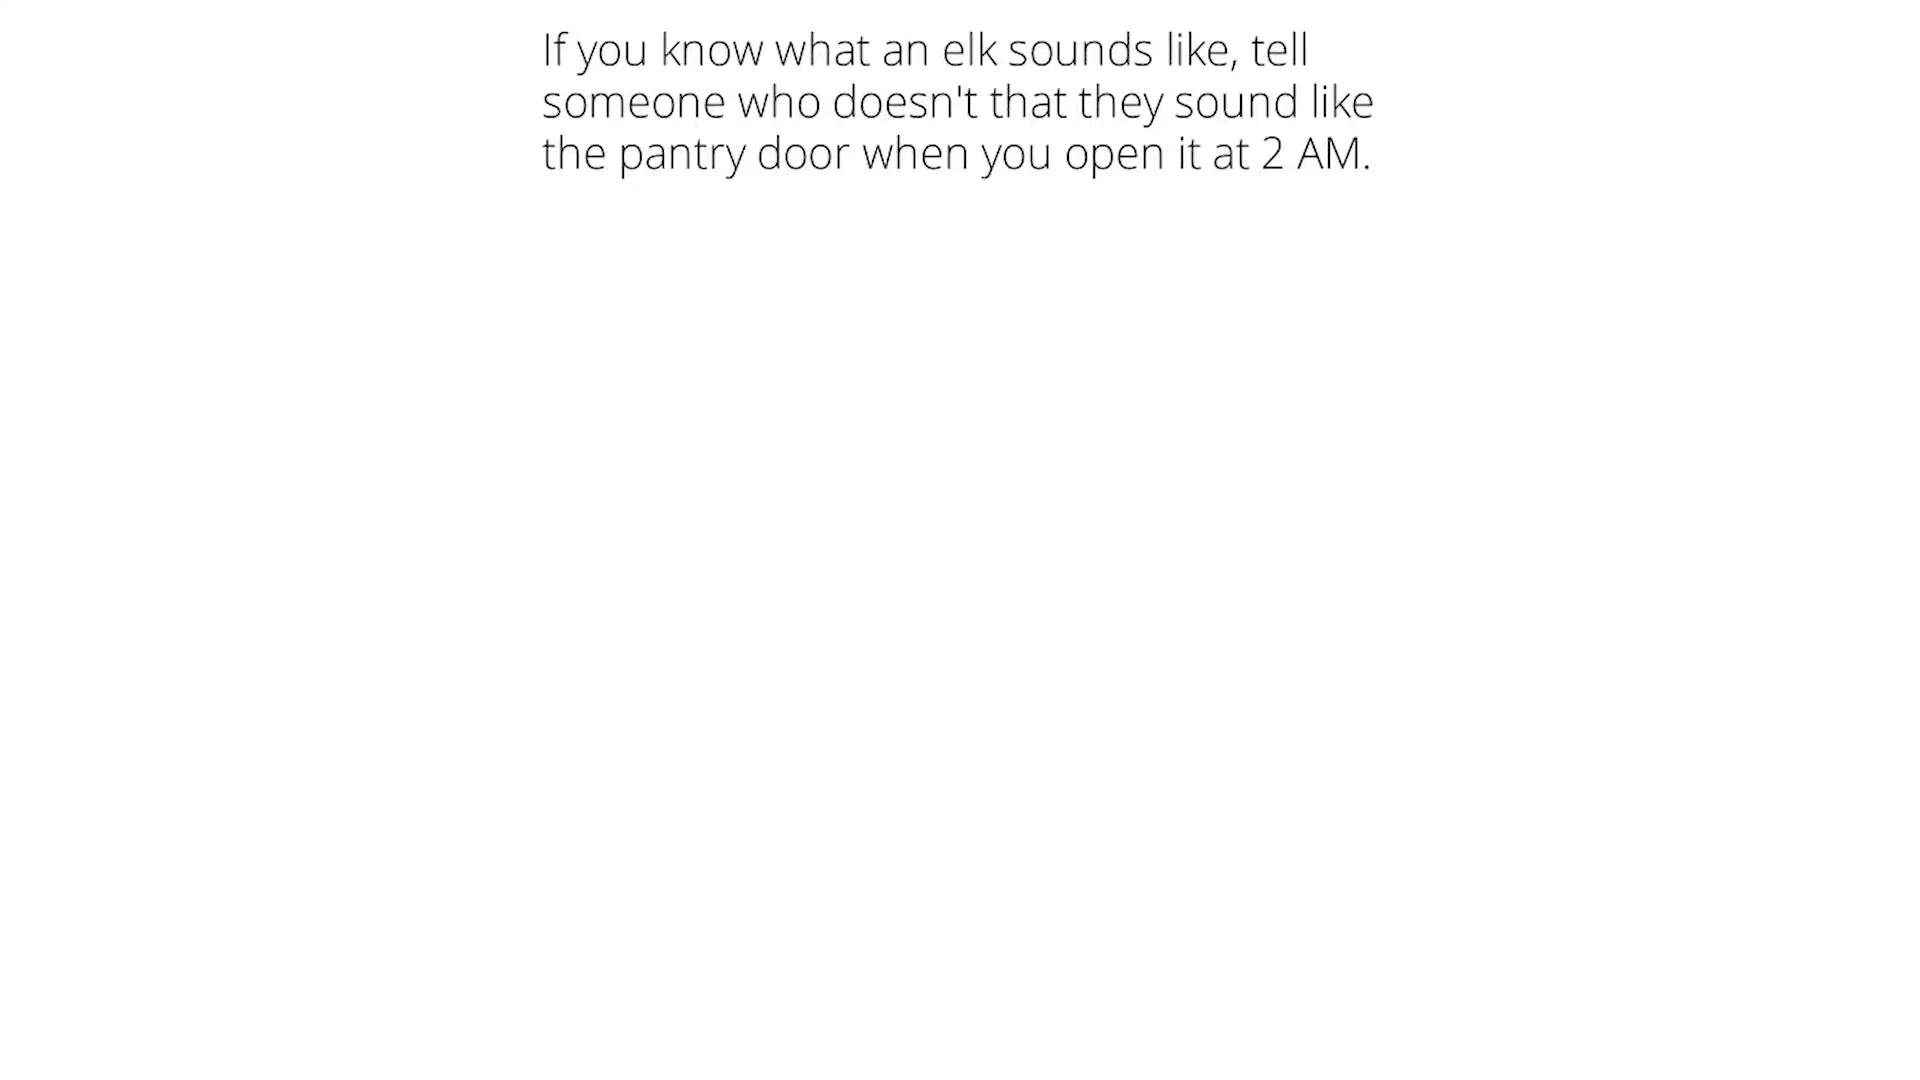 If you know what an elk sounds like, tell
someone who doesn't that they sound like
the pantry door when you open it at 2 AM.